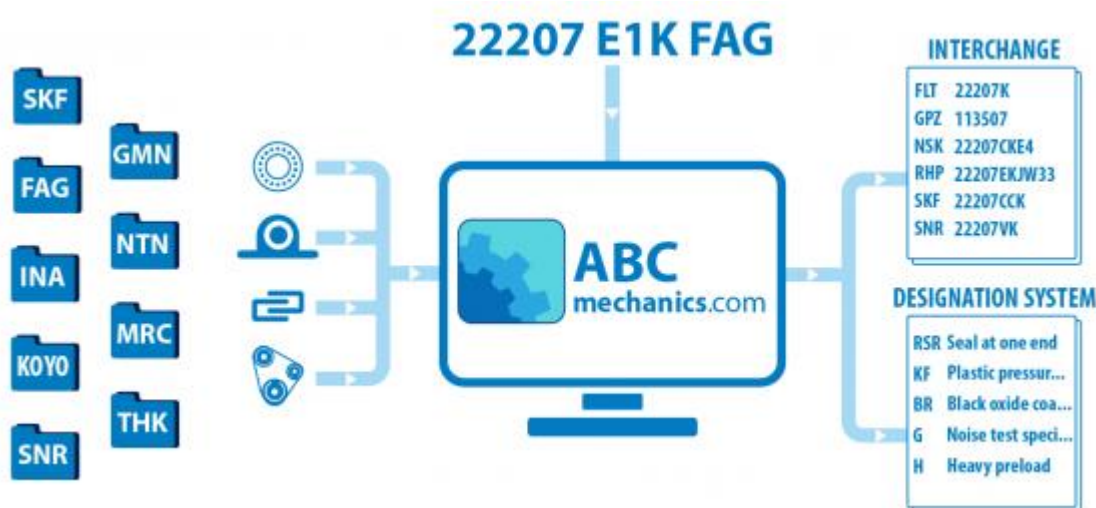 22207 E1K FAG
SKF
GMN
FAG
NTN
INA
MRC
KOYO
THK
SNR
ABC
mechanics.com
INTERCHANGE
FLT 22207K
GPZ 113507
NSK 22207CKE4
RHP 22207EKJW33
SKF 22207CCK
SNR 22207VK
DESIGNATION SYSTEM
RSR Seal at one end
KF Plastic pressur...
BR Black oxide coa...
G Noise test speci...
H Heavy preload